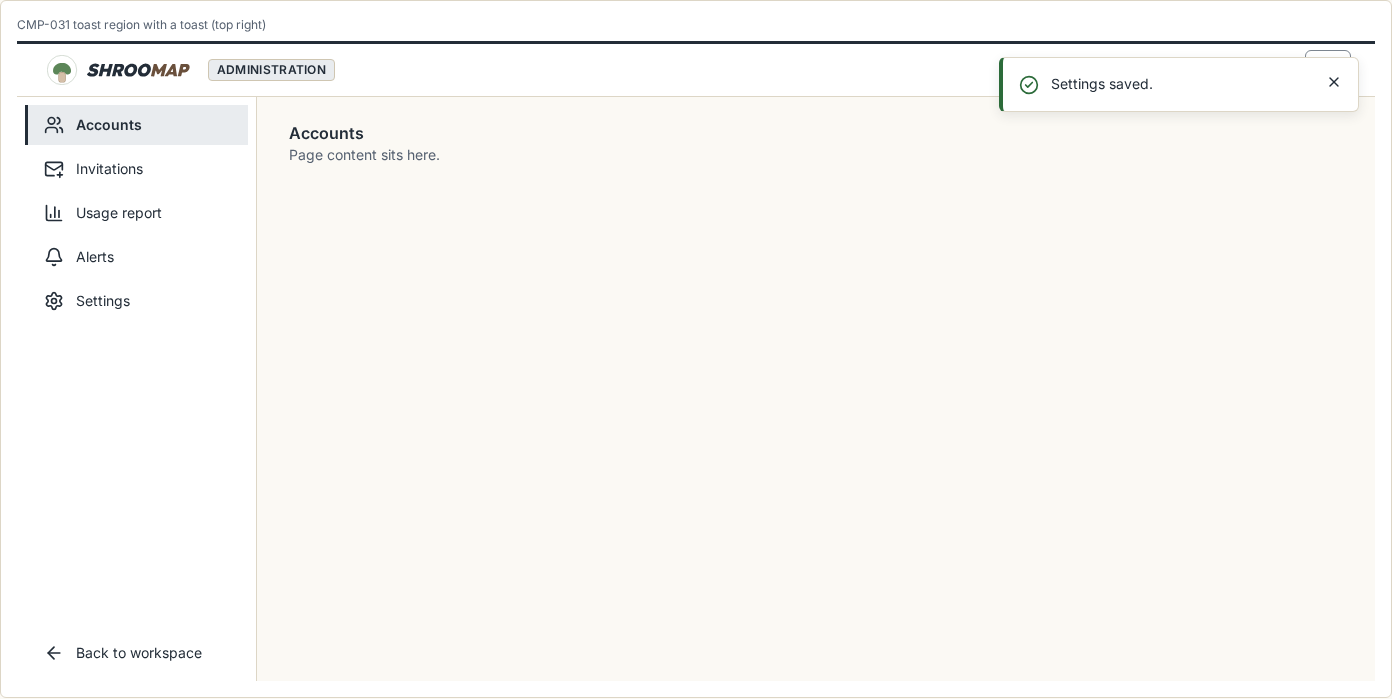 CMP-031 toast region with a toast (top right)
SHROOMAP
ADMINISTRATION
Settings saved.
Accounts
Invitations
Usage report
Alerts
Settings
Back to workspace
Accounts
Page content sits here.